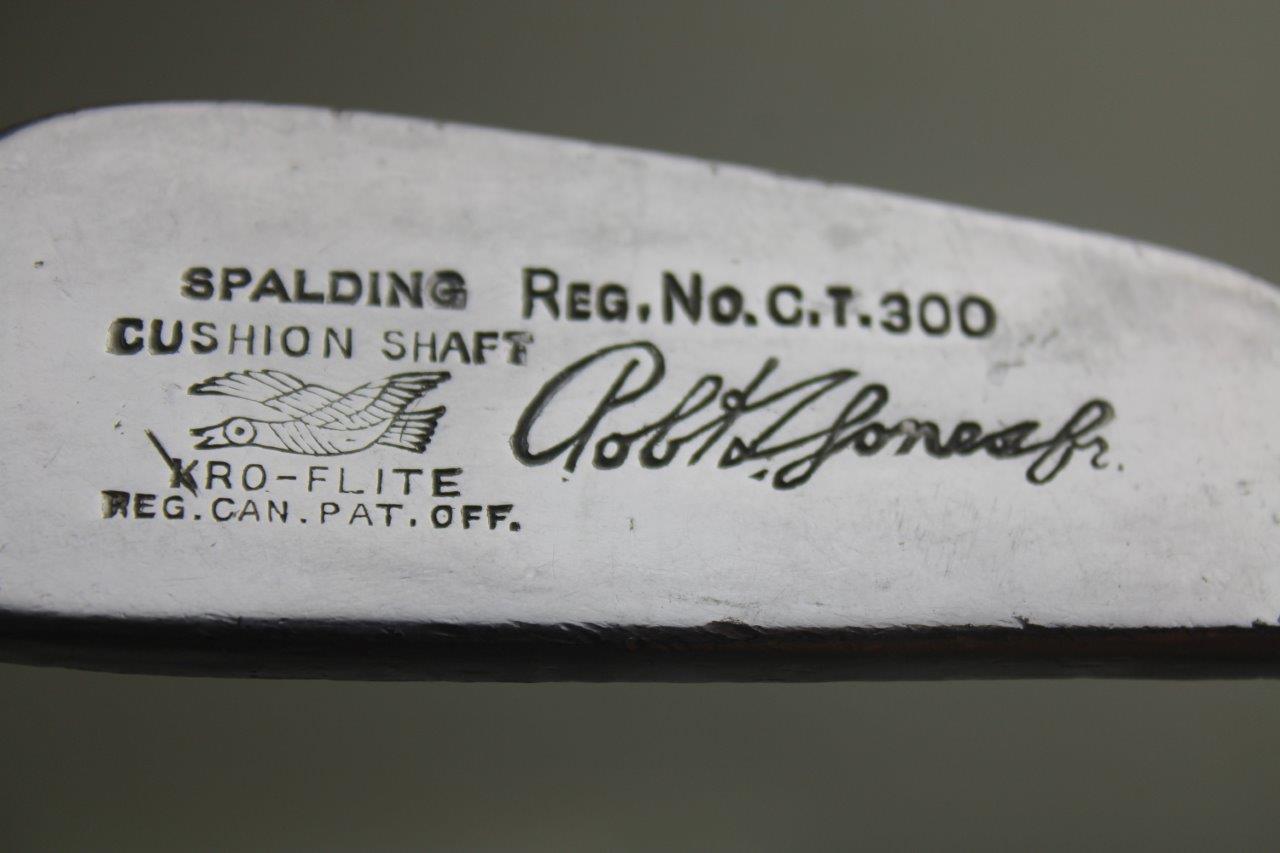 SPALDING
CUSHION SHAFT
KRO-FLITE
REG. CAN. PAT. OFF.
REG. NO. C.T. 300
Robt. T. Jones Jr.